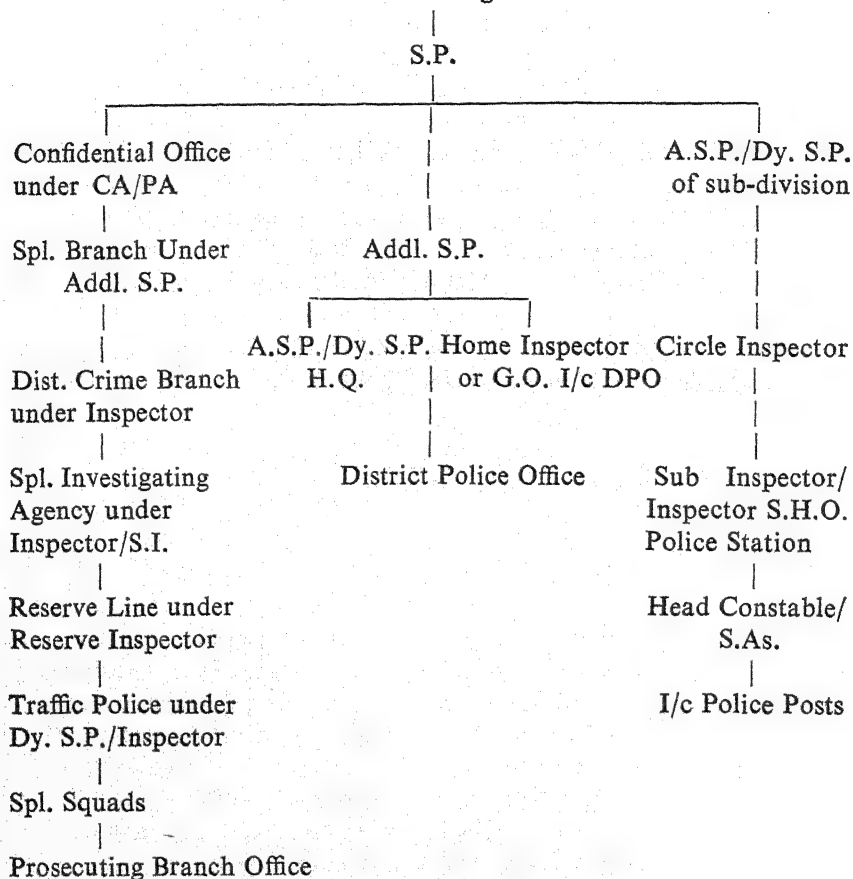 S.P.
Confidential Office
under CA/PA
Spl. Branch Under
Addl. S.P.
Dist. Crime Branch
under Inspector
Spl. Investigating
Agency under
Inspector/S.I.
Reserve Line under
Reserve Inspector
Traffic Police under
Dy. S.P./Inspector
Spl. Squads
Prosecuting Branch Office
Addl. S.P.
A.S.P./Dy. S.P.
H.Q.
Home Inspector
or G.O. I/c DPO
District Police Office
A.S.P./Dy. S.P.
of sub-division
Circle Inspector
Sub Inspector/
Inspector S.H.O.
Police Station
Head Constable/
S.As.
I/c Police Posts